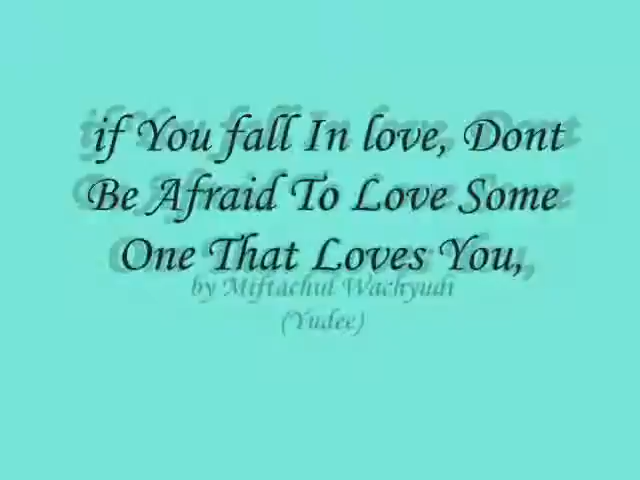 if You fall In love, Dont
Be Afraid To Love Some
One That Loves You,
by Miftachul Wachyudi
(Yudee)